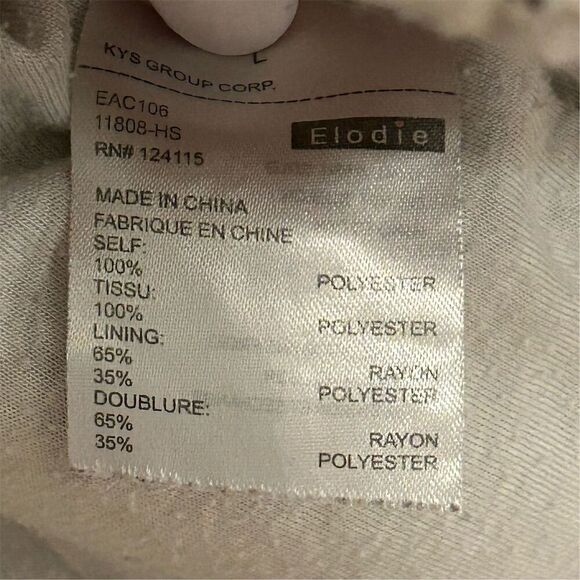 L
KYS GROUP CORP.
EAC106
11808-HS
Elodie
RN# 124115
MADE IN CHINA
FABRIQUE EN CHINE
SELF:
100% POLYESTER
TISSU:
100% POLYESTER
LINING:
65% RAYON
35% POLYESTER
DOUBLURE:
65% RAYON
35% POLYESTER